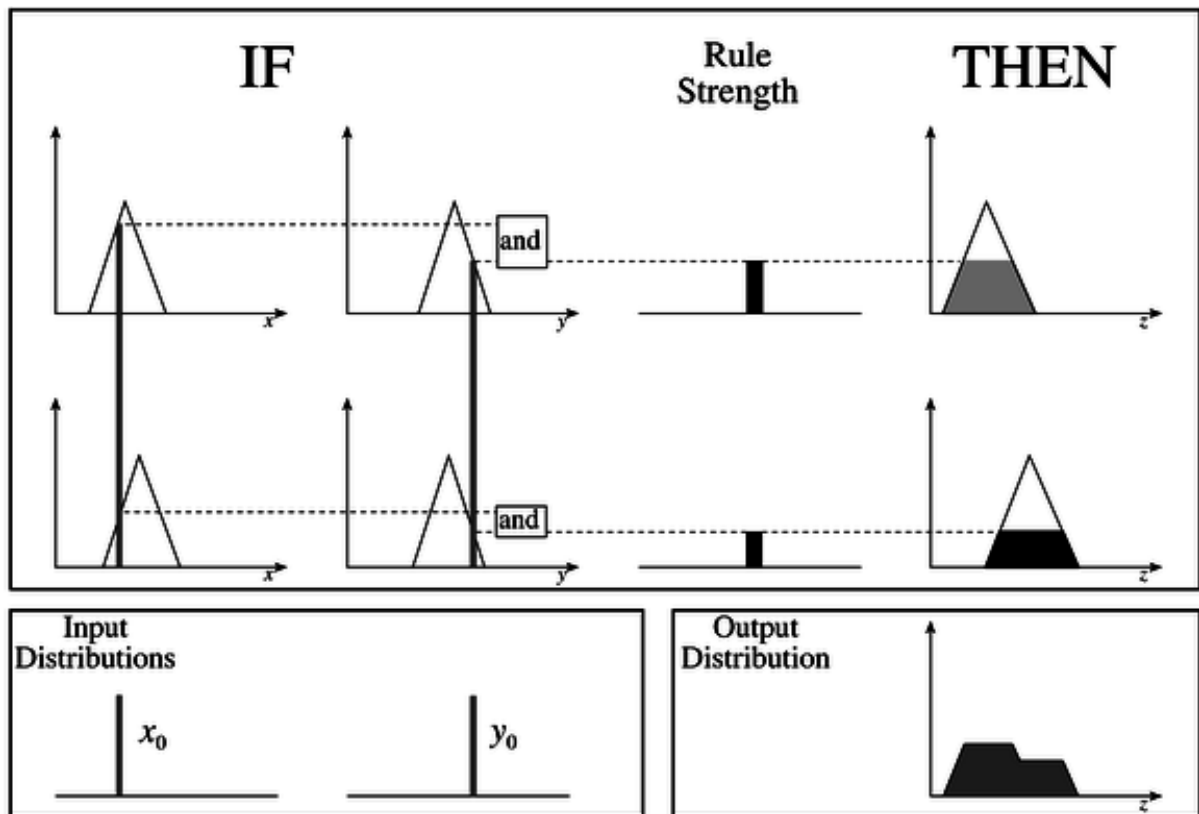 IF
Rule
Strength
THEN
and
x
y
z
and
x
y
z
Input
Distributions
x0
y0
Output
Distribution
z